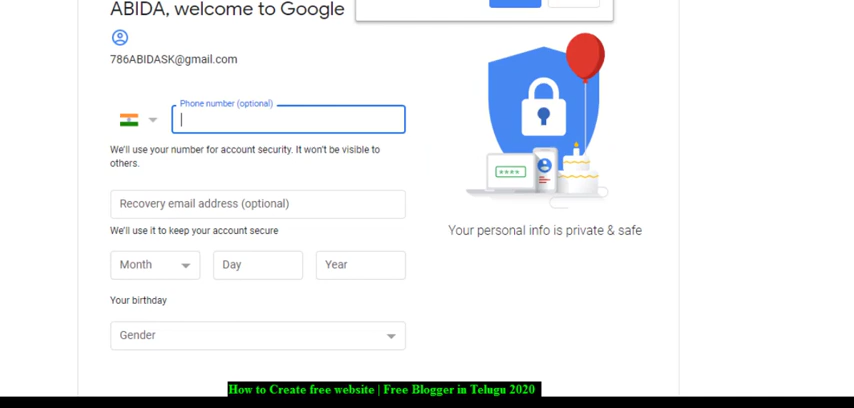 ABIDA, welcome to Google
786ABIDASK@gmail.com
Phone number (optional)
We'll use your number for account security. It won't be visible to
others.
Recovery email address (optional)
We'll use it to keep your account secure
Month
Day
Year
Your birthday
Gender
****
Your personal info is private & safe
How to Create free website | Free Blogger in Telugu 2020